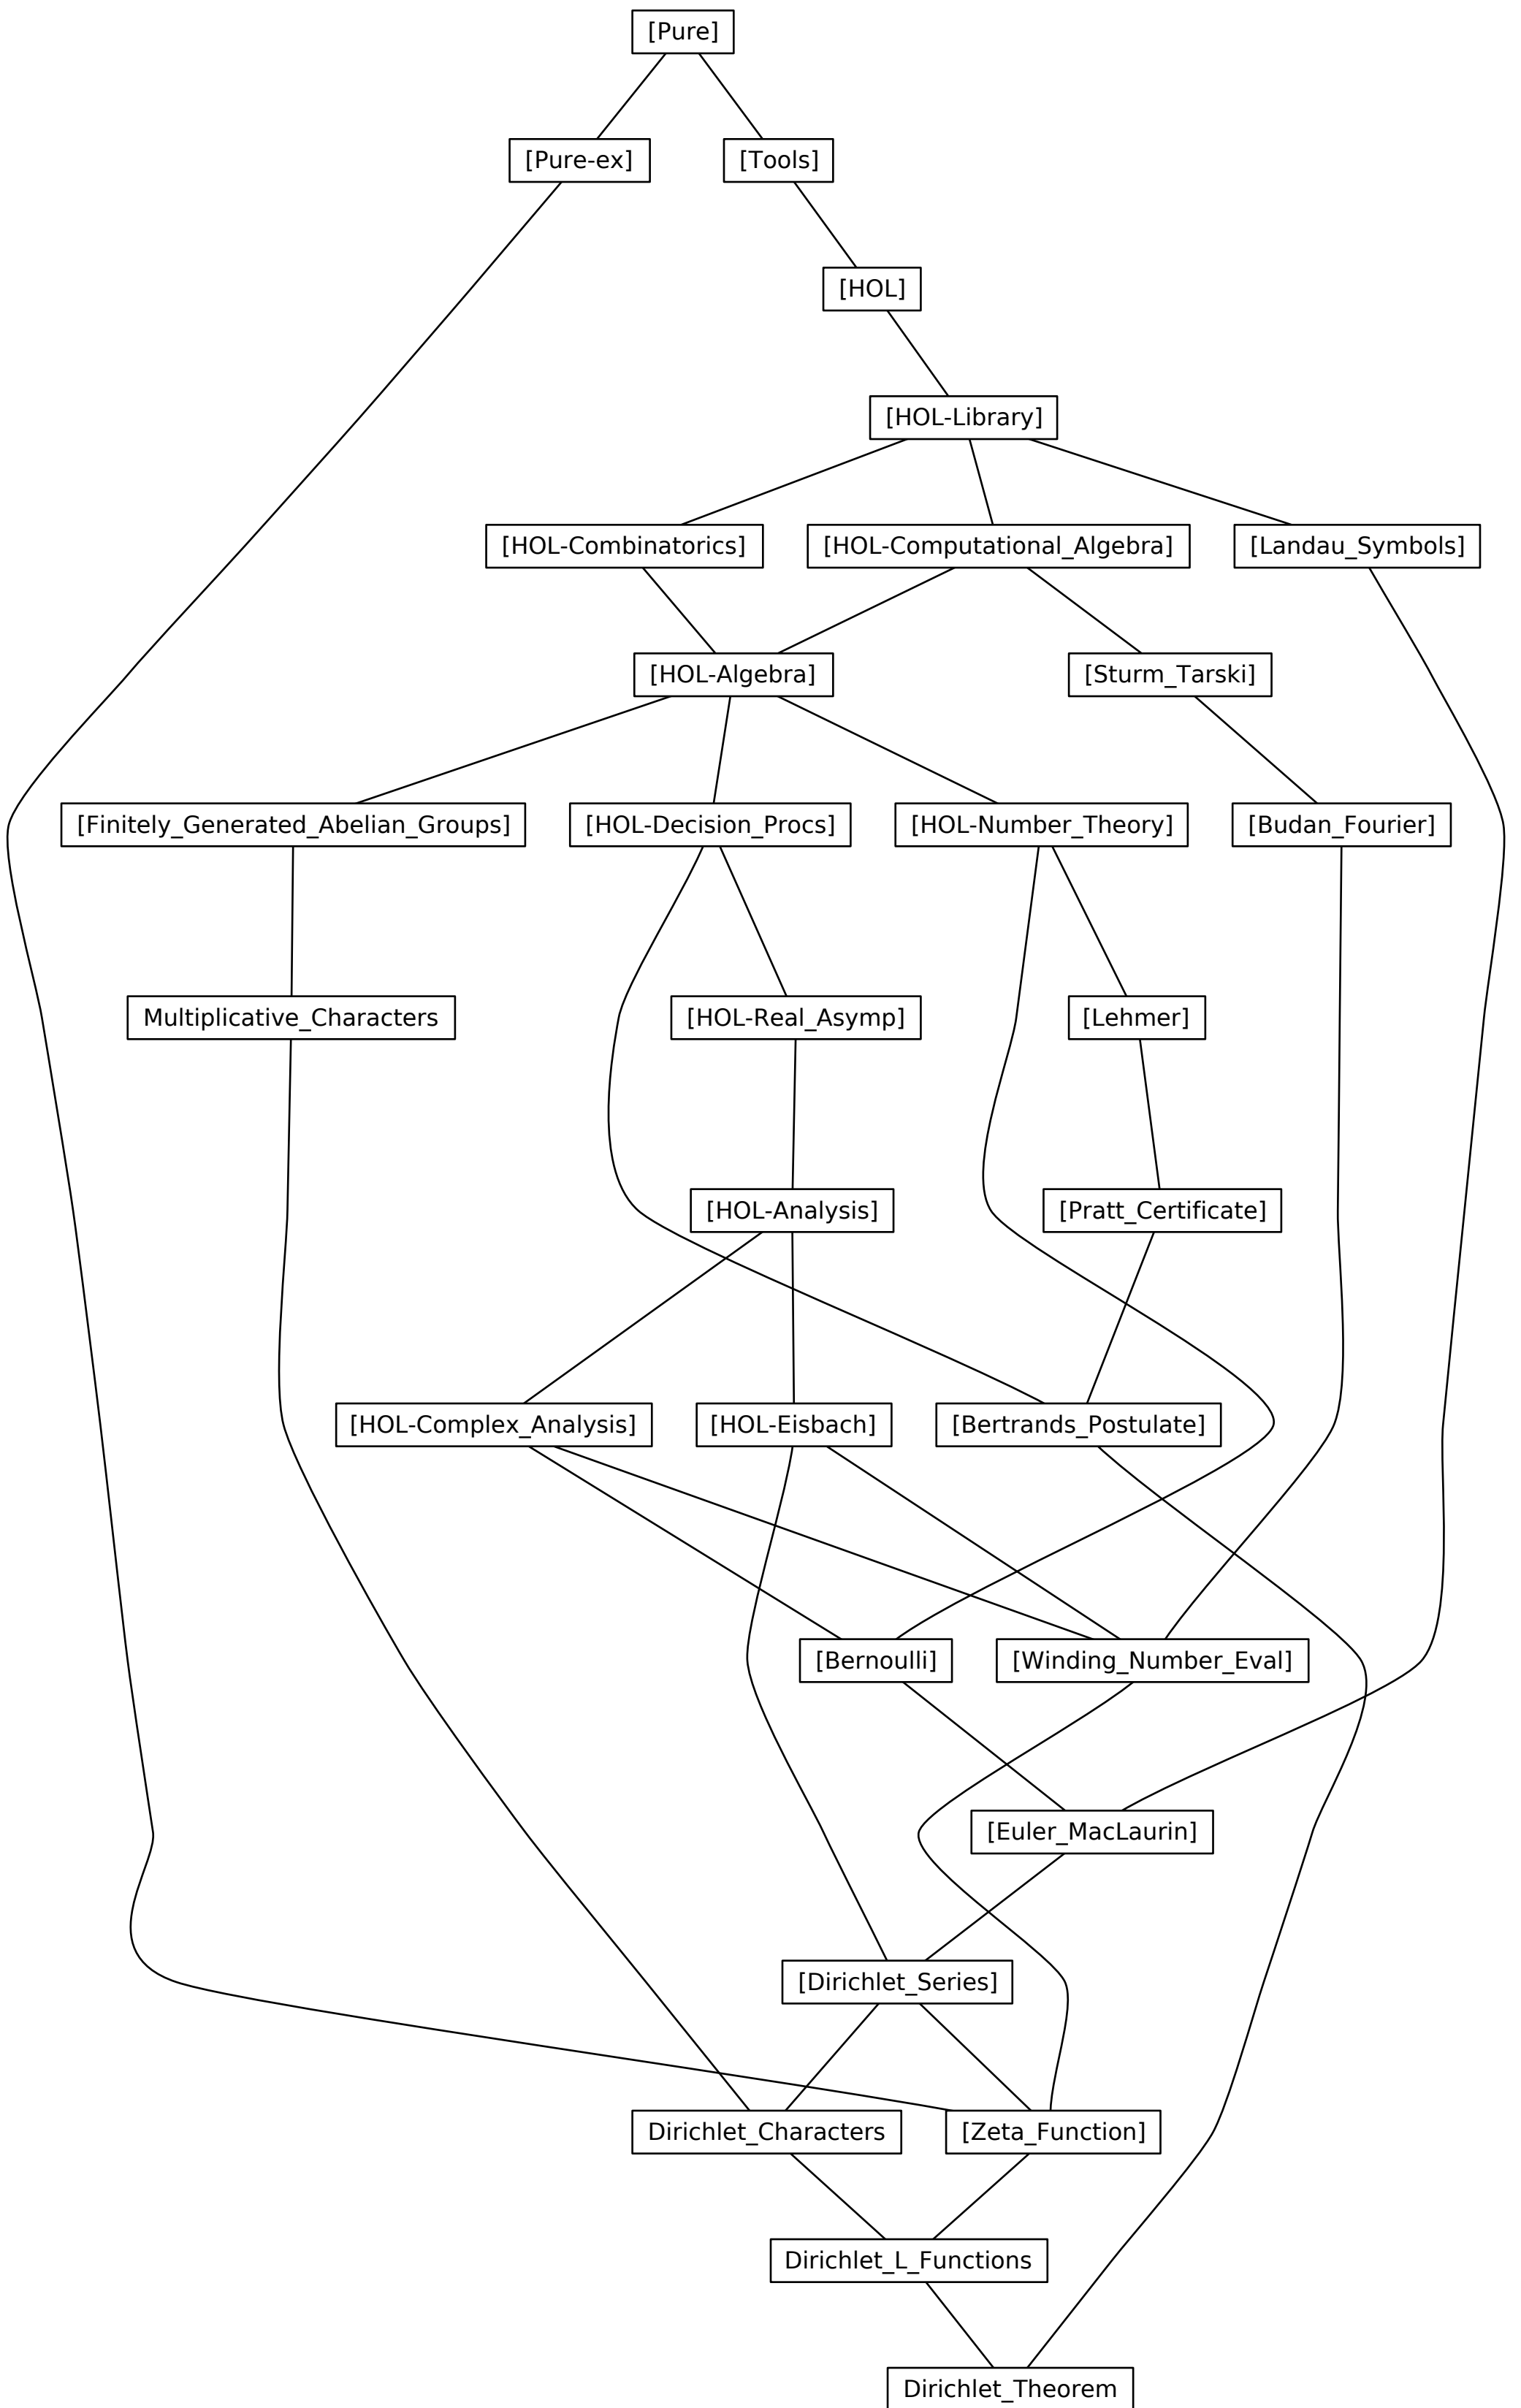 [Pure]
[Pure-ex]
[Tools]
[HOL]
[HOL-Library]
[HOL-Combinatorics]
[HOL-Computational_Algebra]
[Landau_Symbols]
[HOL-Algebra]
[Sturm_Tarski]
[Finitely_Generated_Abelian_Groups]
[HOL-Decision_Procs]
[HOL-Number_Theory]
[Budan_Fourier]
Multiplicative_Characters
[HOL-Real_Asymp]
[Lehmer]
[HOL-Analysis]
[Pratt_Certificate]
[HOL-Complex_Analysis]
[HOL-Eisbach]
[Bertrands_Postulate]
[Bernoulli]
[Winding_Number_Eval]
[Euler_MacLaurin]
[Dirichlet_Series]
Dirichlet_Characters
[Zeta_Function]
Dirichlet_L_Functions
Dirichlet_Theorem